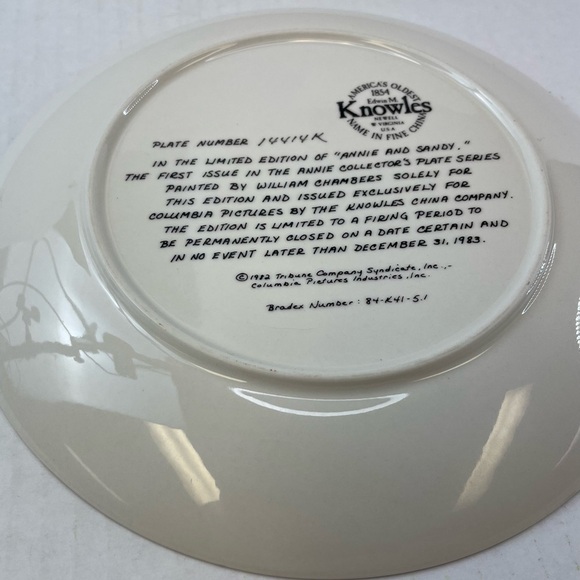 AMERICA'S OLDEST
1854
Edwin M.
Knowles
NEWELL
W VIRGINIA
U.S.A.
NAME IN FINE CHINA
PLATE NUMBER 14414K
IN THE LIMITED EDITION OF "ANNIE AND SANDY."
THE FIRST ISSUE IN THE ANNIE COLLECTOR'S PLATE SERIES
PAINTED BY WILLIAM CHAMBERS SOLELY FOR
THIS EDITION AND ISSUED EXCLUSIVELY FOR
COLUMBIA PICTURES BY THE KNOWLES CHINA COMPANY.
THE EDITION IS LIMITED TO A FIRING PERIOD TO
BE PERMANENTLY CLOSED ON A DATE CERTAIN AND
IN NO EVENT LATER THAN DECEMBER 31, 1983.
©1982 Tribune Company Syndicate, Inc.,-
Columbia Pictures Industries, Inc.
Bradex Number: 84-K41-5.1